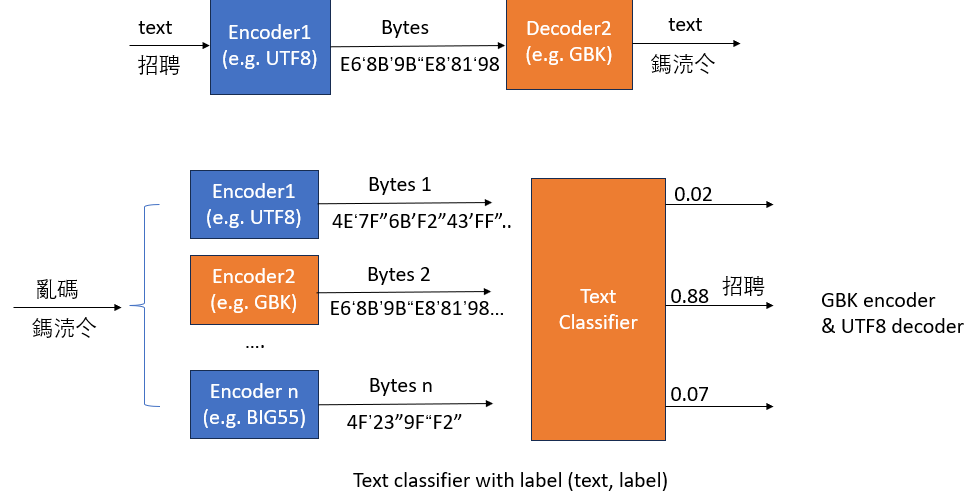 text
招聘
Encoder1
(e.g. UTF8)
Bytes
E6‘8B’9B“E8’81‘98
Decoder2
(e.g. GBK)
text
鎷涜仒
亂碼
鎷涜仒
Encoder1
(e.g. UTF8)
Bytes 1
4E‘7F”6B’F2”43’FF”..
Encoder2
(e.g. GBK)
Bytes 2
E6‘8B’9B“E8’81’98...
....
Encoder n
(e.g. BIG55)
Bytes n
4F’23”9F“F2”
Text
Classifier
0.02
0.88
招聘
0.07
GBK encoder
& UTF8 decoder
Text classifier with label (text, label)